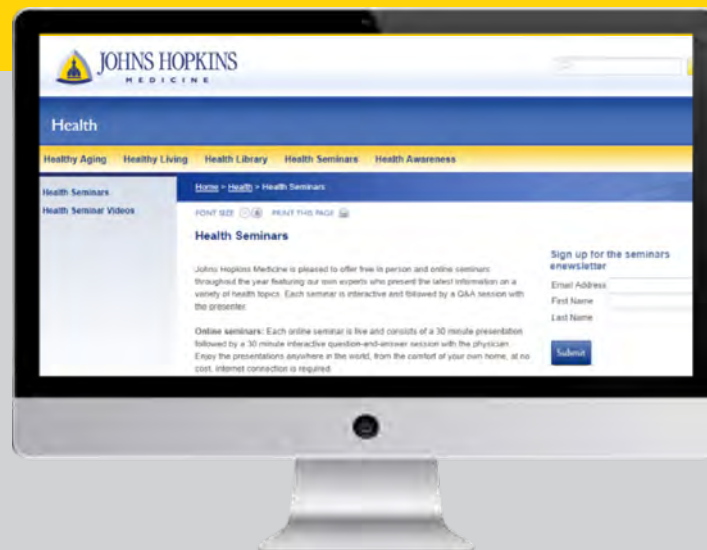 JOHNS HOPKINS
MEDICINE
Health
Healthy Aging Healthy Living Health Library Health Seminars Health Awareness
Health Seminars
Health Seminar Videos
Home > Health > Health Seminars
FONT SIZE PRINT THIS PAGE
Health Seminars
Johns Hopkins Medicine is pleased to offer free in person and online seminars
throughout the year featuring our own experts who present the latest information on a
variety of health topics. Each seminar is interactive and followed by a Q&A session with
the presenter.
Online seminars: Each online seminar is live and consists of a 30 minute presentation
followed by a 30 minute interactive question-and-answer session with the physician.
Enjoy the presentations anywhere in the world, from the comfort of your own home, at no
cost. Internet connection is required.
Sign up for the seminars
enewsletter
Email Address
First Name
Last Name
Submit